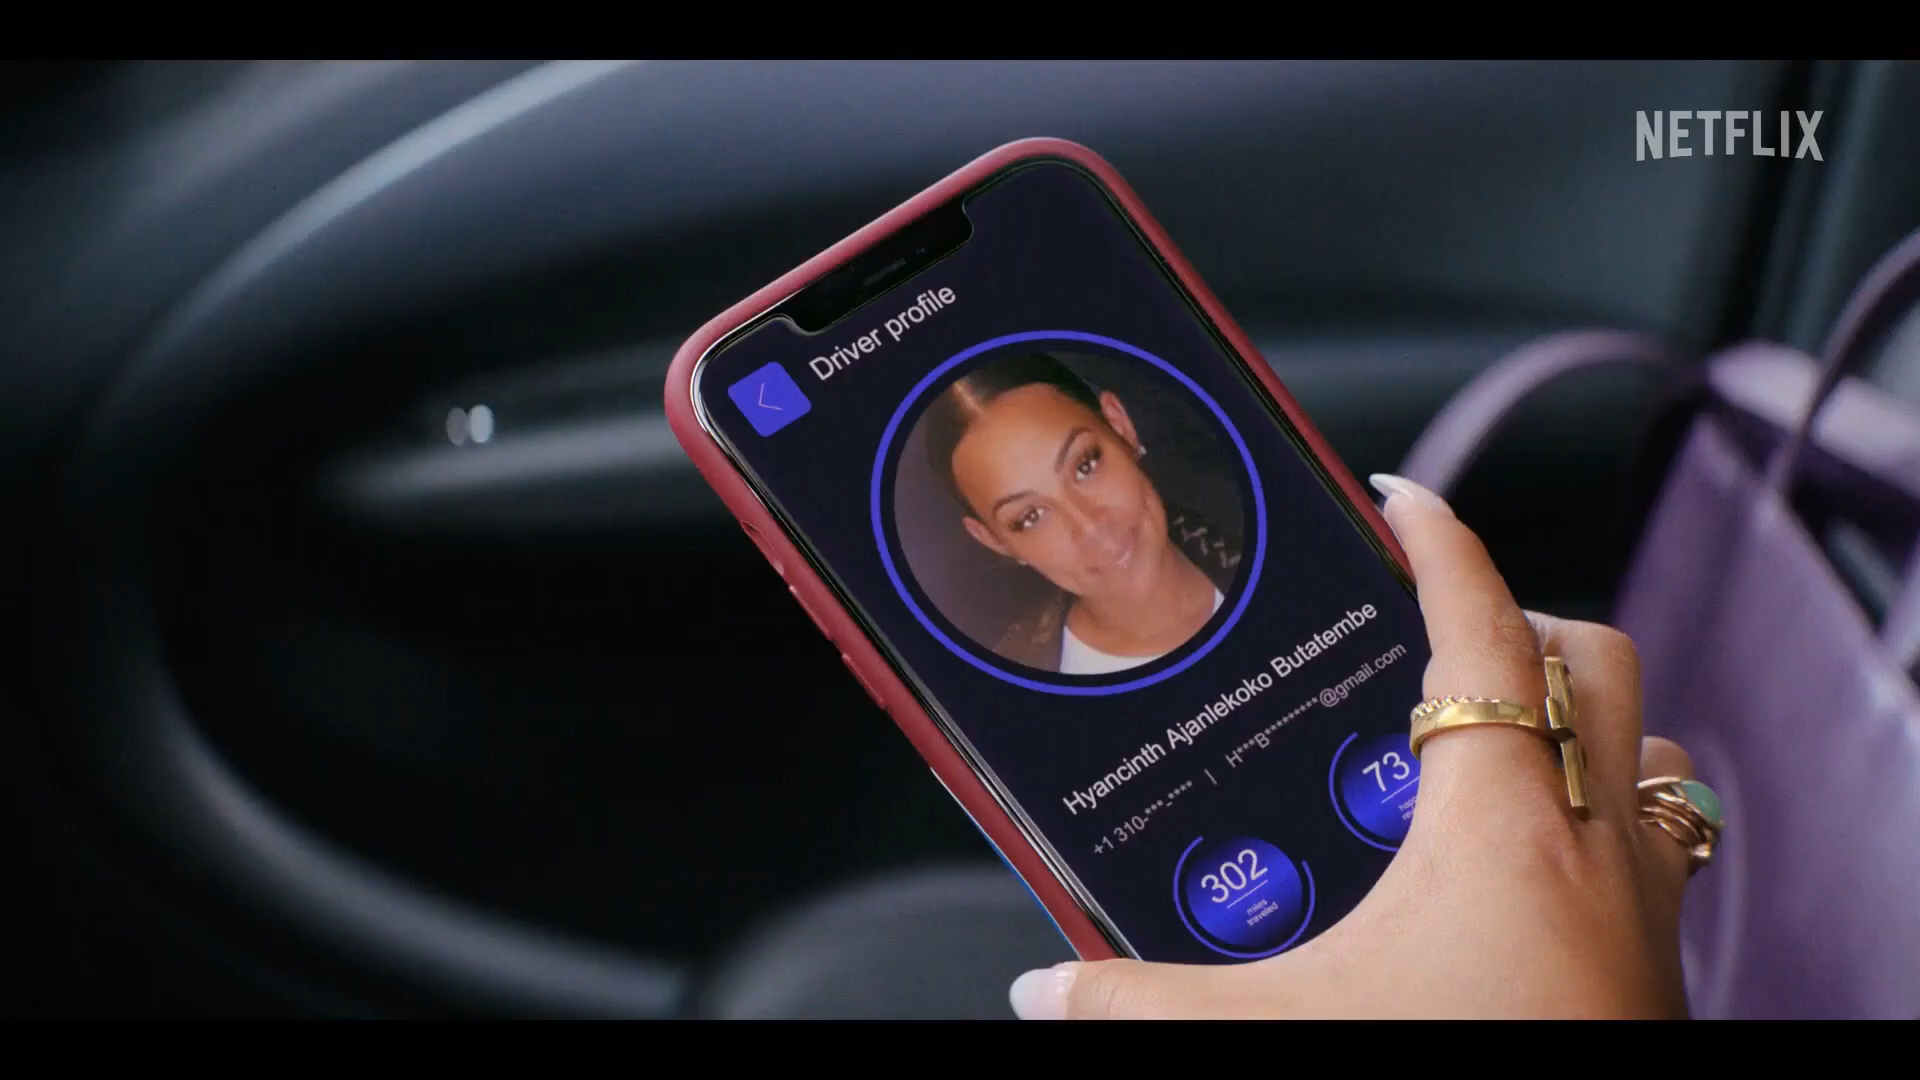 NETFLIX
Driver profile
Hyancinth Ajanlekoko Butatembe
+1 310-***-**** | H***B*********@gmail.com
73
302
miles
traveled